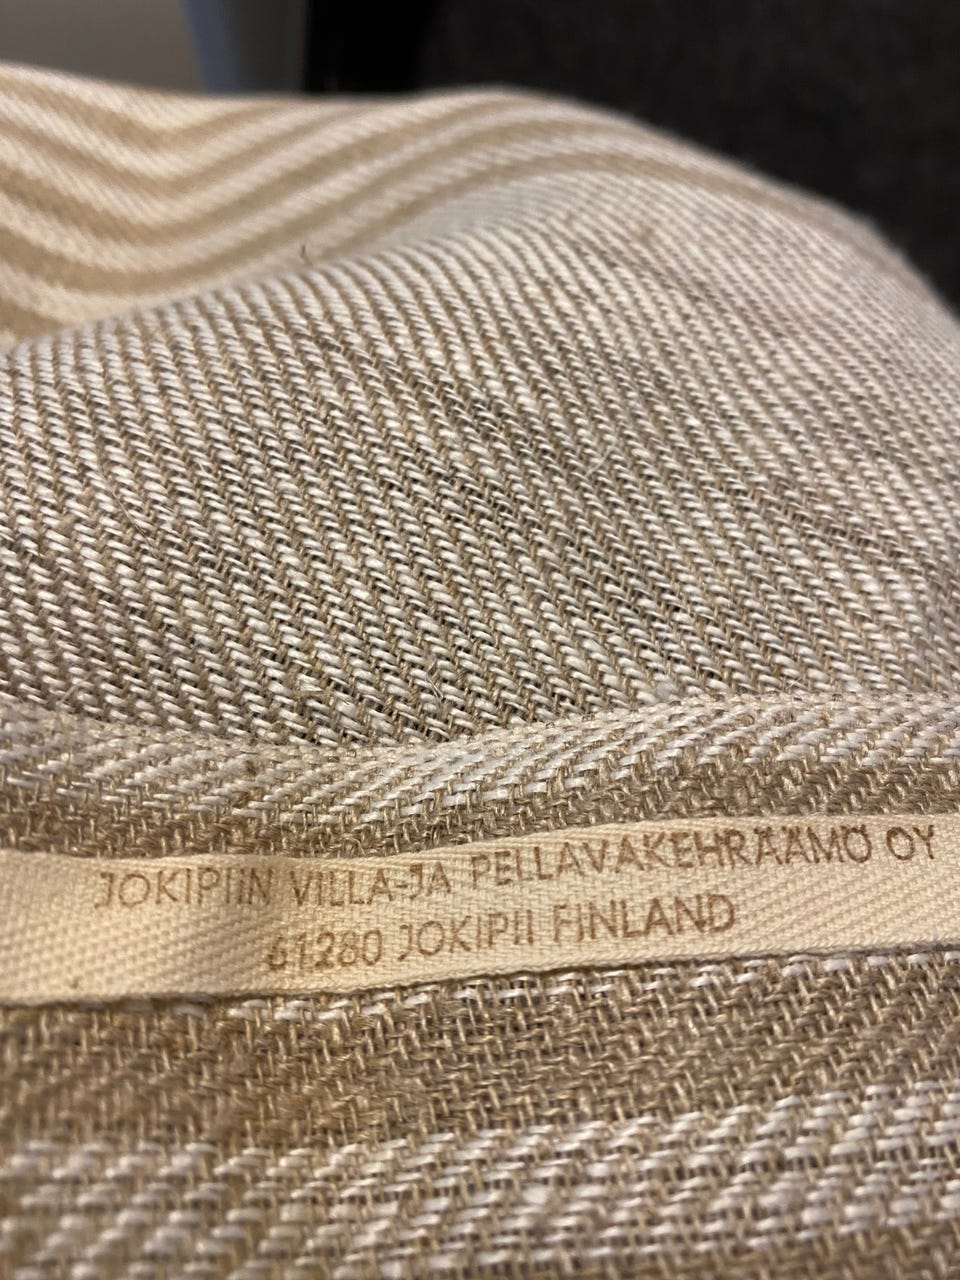 JOKIPIIN VILLA-JA PELLAVAKEHRÄÄMÖ OY
61280 JOKIPII FINLAND